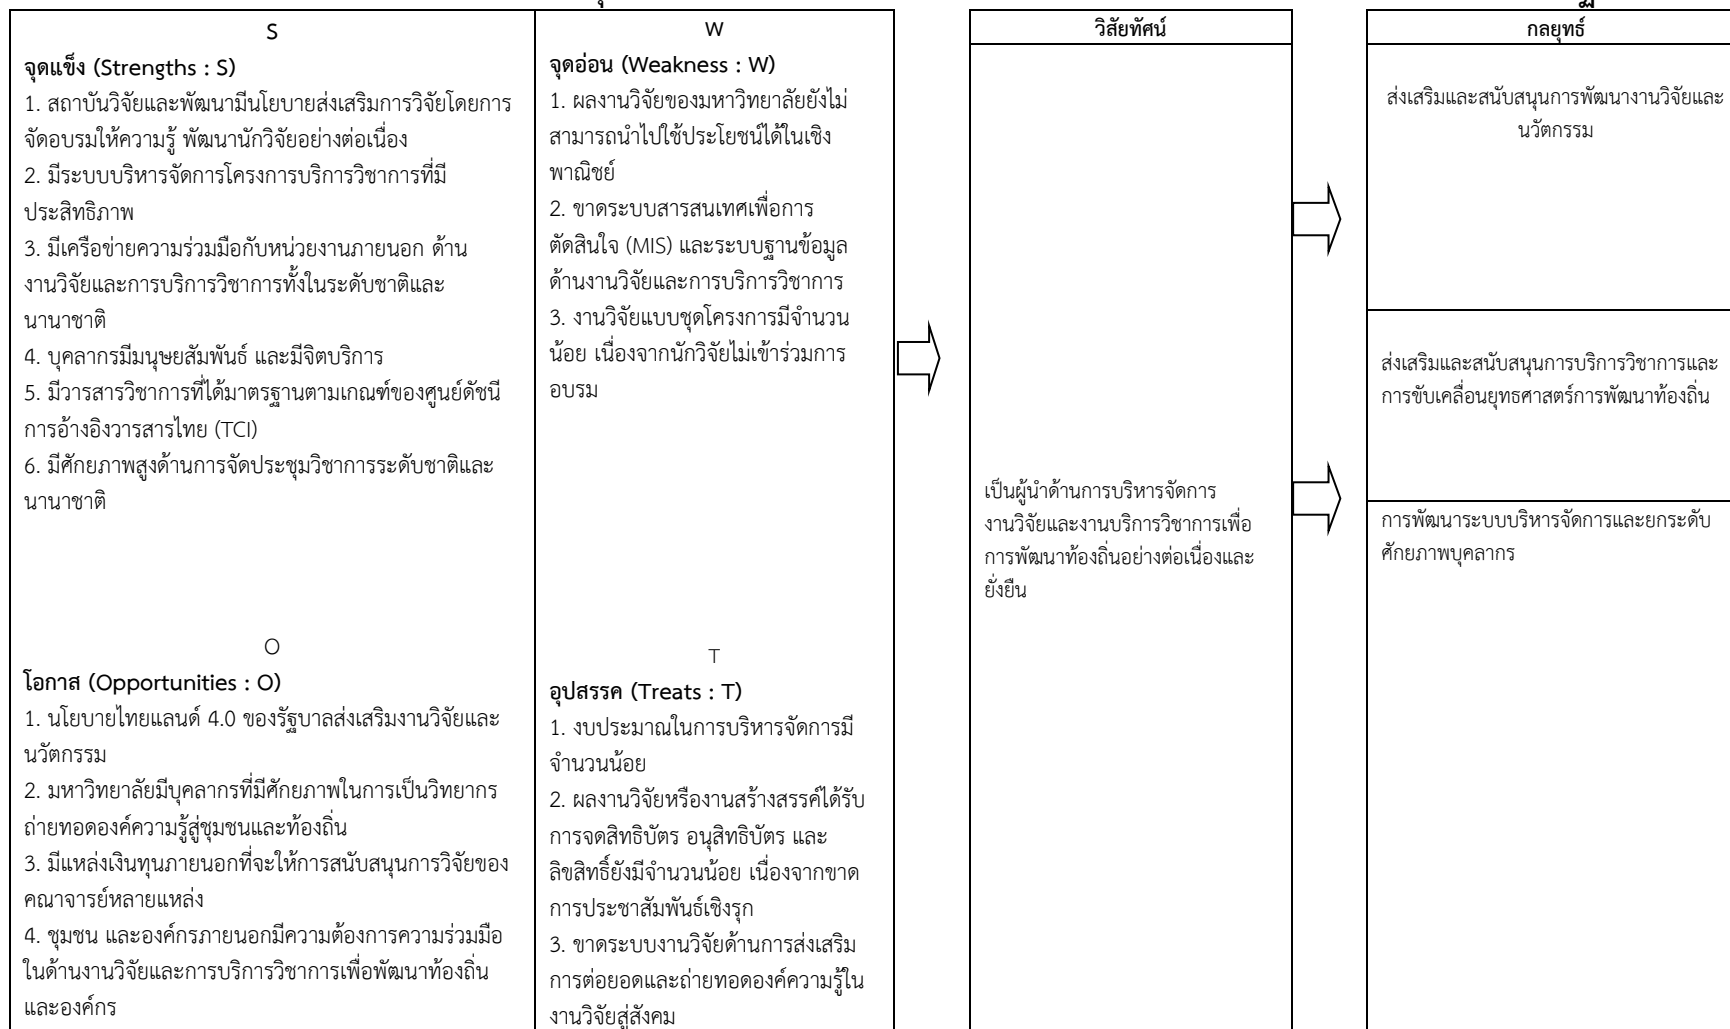 S
จุดแข็ง (Strengths : S)
1. สถาบันวิจัยและพัฒนามีนโยบายส่งเสริมการวิจัยโดยการ
จัดอบรมให้ความรู้ พัฒนานักวิจัยอย่างต่อเนื่อง
2. มีระบบบริหารจัดการโครงการบริการวิชาการที่มี
ประสิทธิภาพ
3. มีเครือข่ายความร่วมมือกับหน่วยงานภายนอก ด้าน
งานวิจัยและการบริการวิชาการทั้งในระดับชาติและ
นานาชาติ
4. บุคลากรมีมนุษยสัมพันธ์ และมีจิตบริการ
5. มีวารสารวิชาการที่ได้มาตรฐานตามเกณฑ์ของศูนย์ดัชนี
การอ้างอิงวารสารไทย (TCI)
6. มีศักยภาพสูงด้านการจัดประชุมวิชาการระดับชาติและ
นานาชาติ
W
จุดอ่อน (Weakness : W)
1. ผลงานวิจัยของมหาวิทยาลัยยังไม่
สามารถนำไปใช้ประโยชน์ได้ในเชิง
พาณิชย์
2. ขาดระบบสารสนเทศเพื่อการ
ตัดสินใจ (MIS) และระบบฐานข้อมูล
ด้านงานวิจัยและการบริการวิชาการ
3. งานวิจัยแบบชุดโครงการมีจำนวน
น้อย เนื่องจากนักวิจัยไม่เข้าร่วมการ
อบรม
O
โอกาส (Opportunities : O)
1. นโยบายไทยแลนด์ 4.0 ของรัฐบาลส่งเสริมงานวิจัยและ
นวัตกรรม
2. มหาวิทยาลัยมีบุคลากรที่มีศักยภาพในการเป็นวิทยากร
ถ่ายทอดองค์ความรู้สู่ชุมชนและท้องถิ่น
3. มีแหล่งเงินทุนภายนอกที่จะให้การสนับสนุนการวิจัยของ
คณาจารย์หลายแหล่ง
4. ชุมชน และองค์กรภายนอกมีความต้องการความร่วมมือ
ในด้านงานวิจัยและการบริการวิชาการเพื่อพัฒนาท้องถิ่น
และองค์กร
T
อุปสรรค (Treats : T)
1. งบประมาณในการบริหารจัดการมี
จำนวนน้อย
2. ผลงานวิจัยหรืองานสร้างสรรค์ได้รับ
การจดสิทธิบัตร อนุสิทธิบัตร และ
ลิขสิทธิ์ยังมีจำนวนน้อย เนื่องจากขาด
การประชาสัมพันธ์เชิงรุก
3. ขาดระบบงานวิจัยด้านการส่งเสริม
การต่อยอดและถ่ายทอดองค์ความรู้ใน
งานวิจัยสู่สังคม
วิสัยทัศน์
เป็นผู้นำด้านการบริหารจัดการ
งานวิจัยและงานบริการวิชาการเพื่อ
การพัฒนาท้องถิ่นอย่างต่อเนื่องและ
ยั่งยืน
กลยุทธ์
ส่งเสริมและสนับสนุนการพัฒนางานวิจัยและ
นวัตกรรม
ส่งเสริมและสนับสนุนการบริการวิชาการและ
การขับเคลื่อนยุทธศาสตร์การพัฒนาท้องถิ่น
การพัฒนาระบบบริหารจัดการและยกระดับ
ศักยภาพบุคลากร